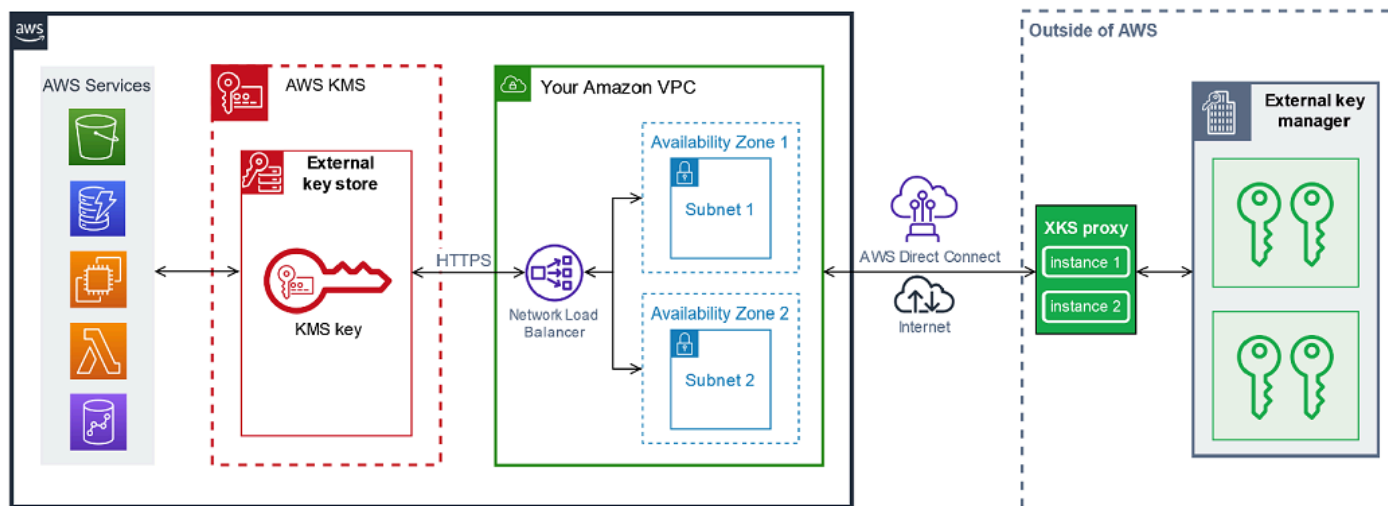 aws
AWS Services
AWS KMS
External
key store
KMS key
HTTPS
Your Amazon VPC
Network Load
Balancer
Availability Zone 1
Subnet 1
Availability Zone 2
Subnet 2
AWS Direct Connect
Internet
Outside of AWS
XKS proxy
instance 1
instance 2
External key
manager